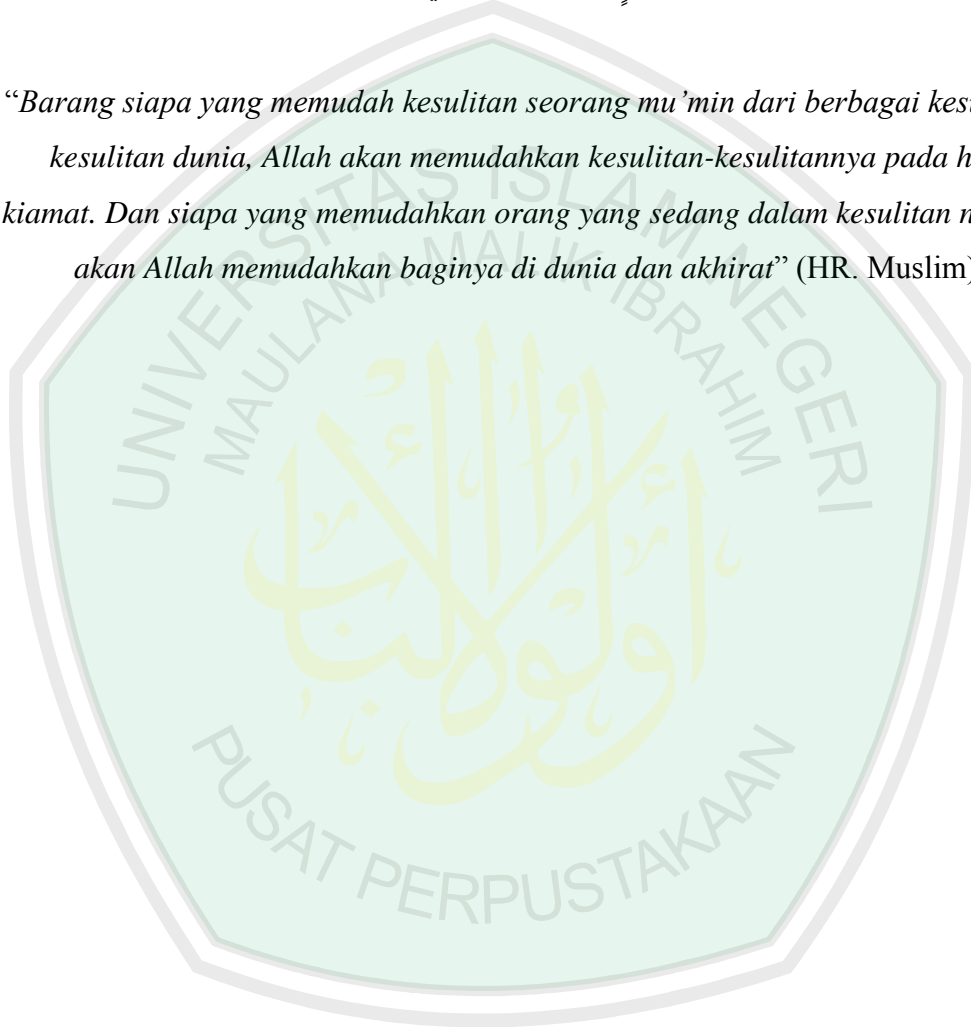 “Barang siapa yang memudah kesulitan seorang mu’min dari berbagai
kesulitan dunia, Allah akan memudahkan kesulitan-kesulitannya pada
kiamat. Dan siapa yang memudahkan orang yang sedang dalam kesulitan
akan Allah memudahkan baginya di dunia dan akhirat” (HR. Muslim)
UNIVERSITAS ISLAM NEGERI
MAULANA MALIK IBRAHIM
أولوا الألباب
PUSAT PERPUSTAKAAN